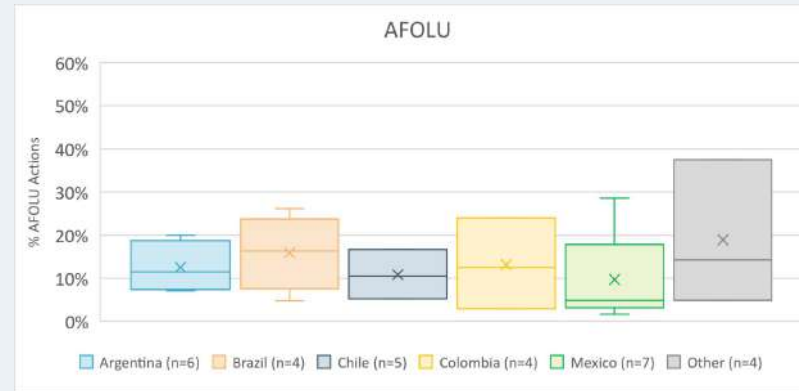 AFOLU
60%
50%
40%
30%
20%
10%
0%
% AFOLU Actions
Argentina (n=6) Brazil (n=4) Chile (n=5) Colombia (n=4) Mexico (n=7) Other (n=4)